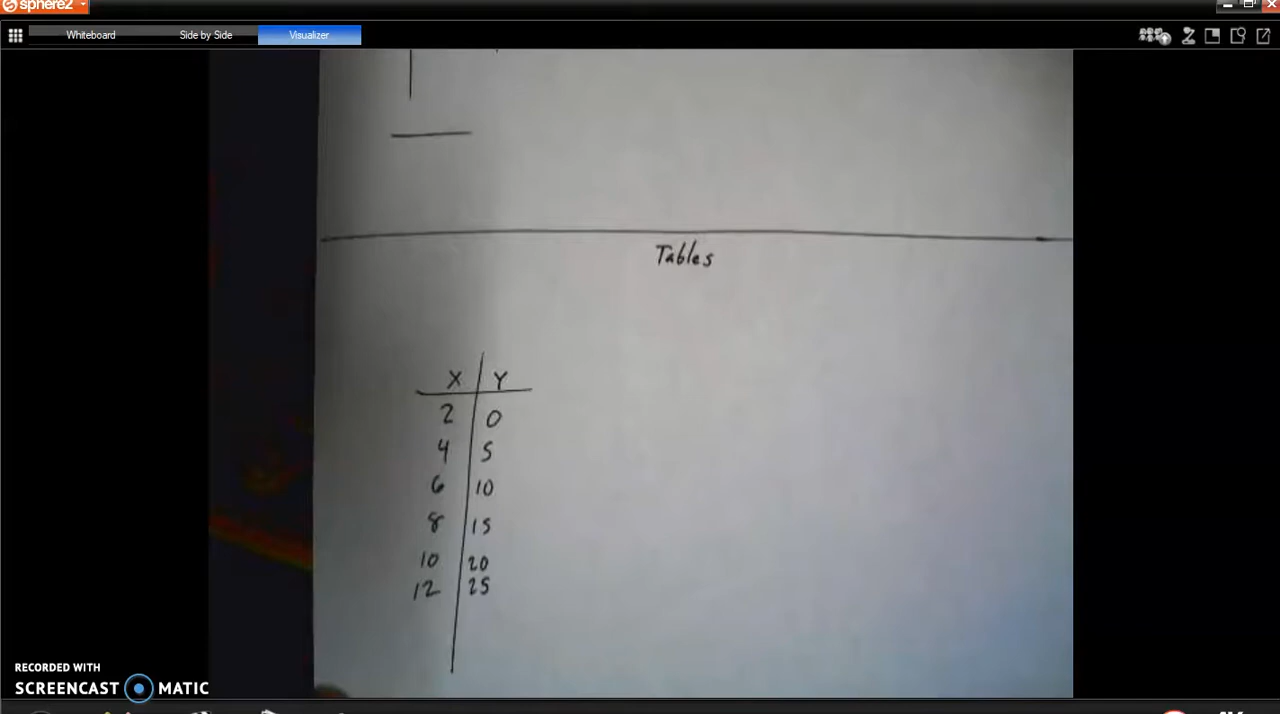 sphere2
Whiteboard Side by Side Visualizer
Tables
X Y
2 0
4 5
6 10
8 15
10 20
12 25
RECORDED WITH
SCREENCAST MATIC